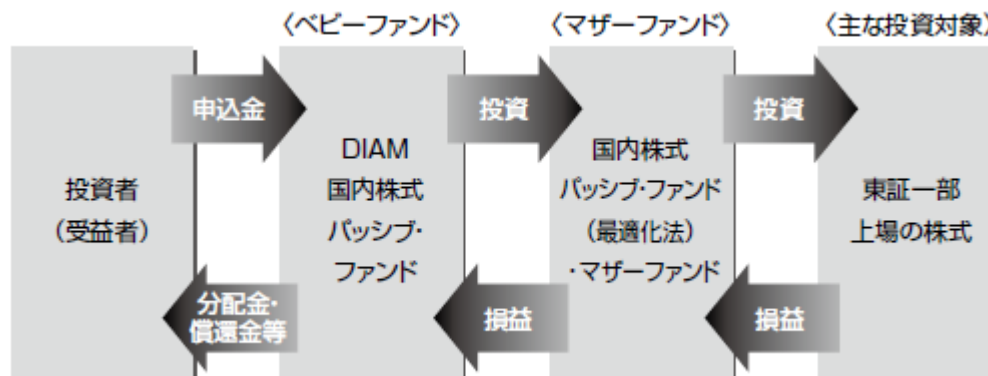 〈ベビーファンド〉
〈マザーファンド〉
〈主な投資対象〉
申込金
投資
投資
投資者
（受益者）
DIAM
国内株式
パッシブ・
ファンド
国内株式
パッシブ・ファンド
（最適化法）
・マザーファンド
東証一部
上場の株式
分配金・
償還金等
損益
損益